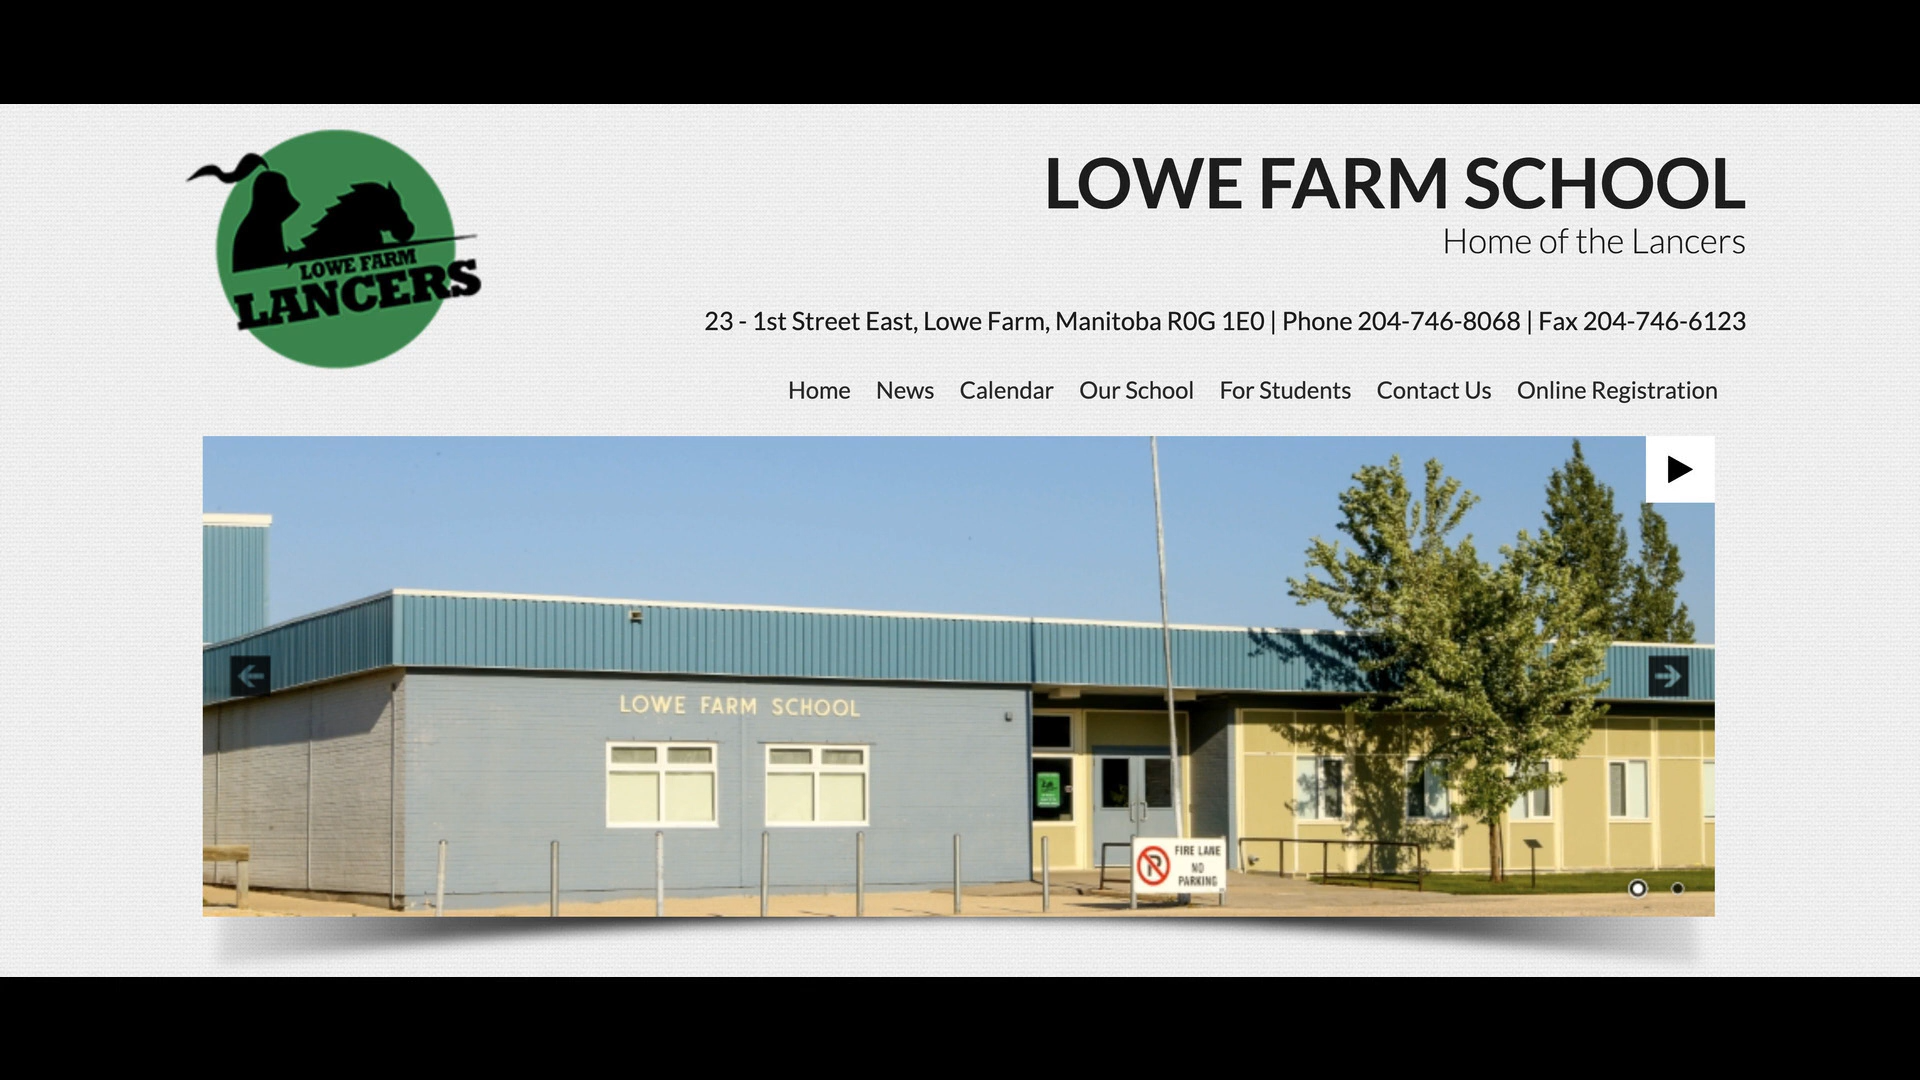 LOWE FARM
LANCERS
LOWE FARM SCHOOL
Home of the Lancers
23 - 1st Street East, Lowe Farm, Manitoba R0G 1E0 | Phone 204-746-8068 | Fax 204-746-6123
Home News Calendar Our School For Students Contact Us Online Registration
LOWE FARM SCHOOL
FIRE LANE
NO
PARKING